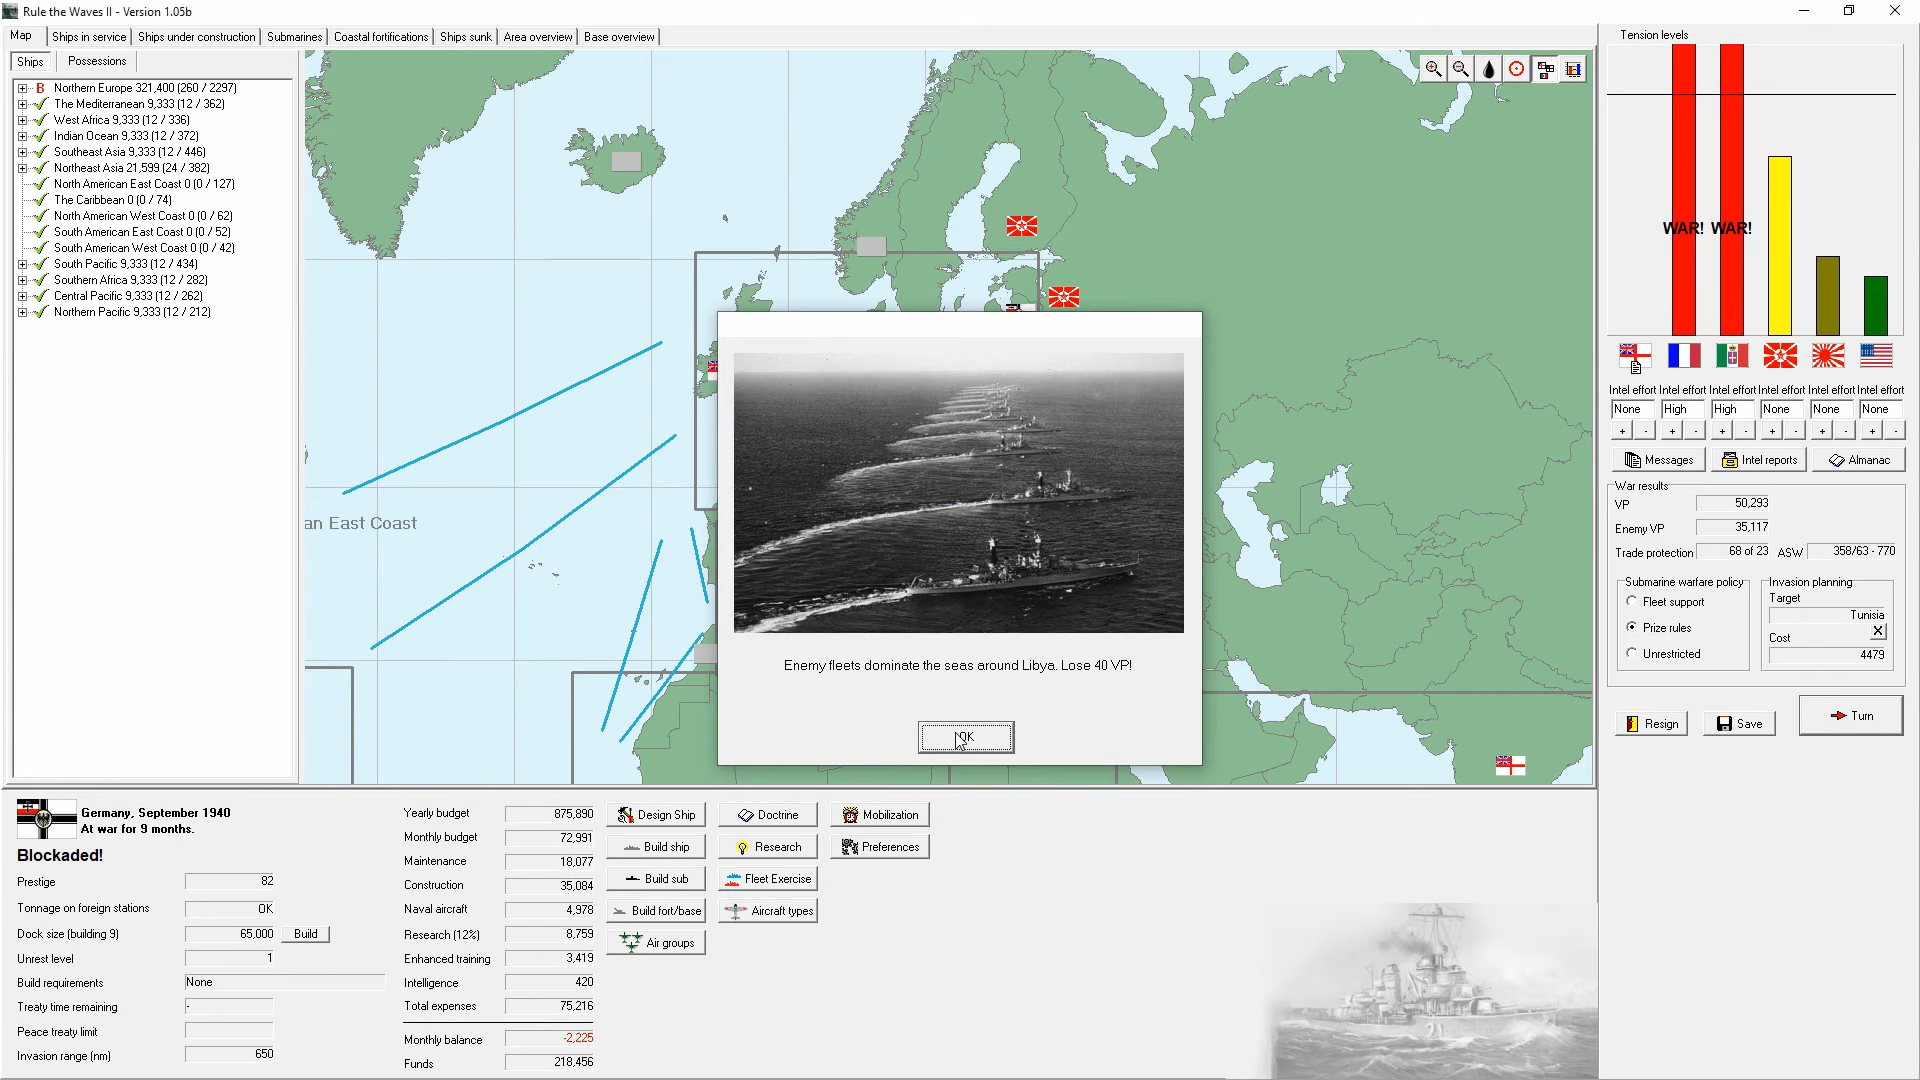 Rule the Waves II - Version 1.05b
Map
Ships in service
Ships under construction
Submarines
Coastal fortifications
Ships sunk
Area overview
Base overview
Ships
Possessions
B Northern Europe 321,400 (260 / 2297)
The Mediterranean 9,333 (12 / 362)
West Africa 9,333 (12 / 336)
Indian Ocean 9,333 (12 / 372)
Southeast Asia 9,333 (12 / 446)
Northeast Asia 21,599 (24 / 382)
North American East Coast 0 (0 / 127)
The Caribbean 0 (0 / 74)
North American West Coast 0 (0 / 62)
South American East Coast 0 (0 / 52)
South American West Coast 0 (0 / 42)
South Pacific 9,333 (12 / 434)
Southern Africa 9,333 (12 / 282)
Central Pacific 9,333 (12 / 262)
Northern Pacific 9,333 (12 / 212)
an East Coast
Enemy fleets dominate the seas around Libya. Lose 40 VP!
OK
Tension levels
WAR! WAR!
Intel effort Intel effort Intel effort Intel effort Intel effort Intel effort
None High High None None None
+ - + - + - + - + - + -
Messages
Intel reports
Almanac
War results
VP 50,293
Enemy VP 35,117
Trade protection 68 of 23 ASW 358/63 - 770
Submarine warfare policy
Fleet support
Prize rules
Unrestricted
Invasion planning
Target
Tunisia
Cost X
4479
Resign
Save
Turn
Germany, September 1940
At war for 9 months.
Blockaded!
Prestige 82
Tonnage on foreign stations OK
Dock size (building 9) 65,000 Build
Unrest level 1
Build requirements None
Treaty time remaining -
Peace treaty limit
Invasion range (nm) 650
Yearly budget 875,890
Monthly budget 72,991
Maintenance 18,077
Construction 35,084
Naval aircraft 4,978
Research (12%) 8,759
Enhanced training 3,419
Intelligence 420
Total expenses 75,216
Monthly balance -2,225
Funds 218,456
Design Ship
Doctrine
Mobilization
Build ship
Research
Preferences
Build sub
Fleet Exercise
Build fort/base
Aircraft types
Air groups